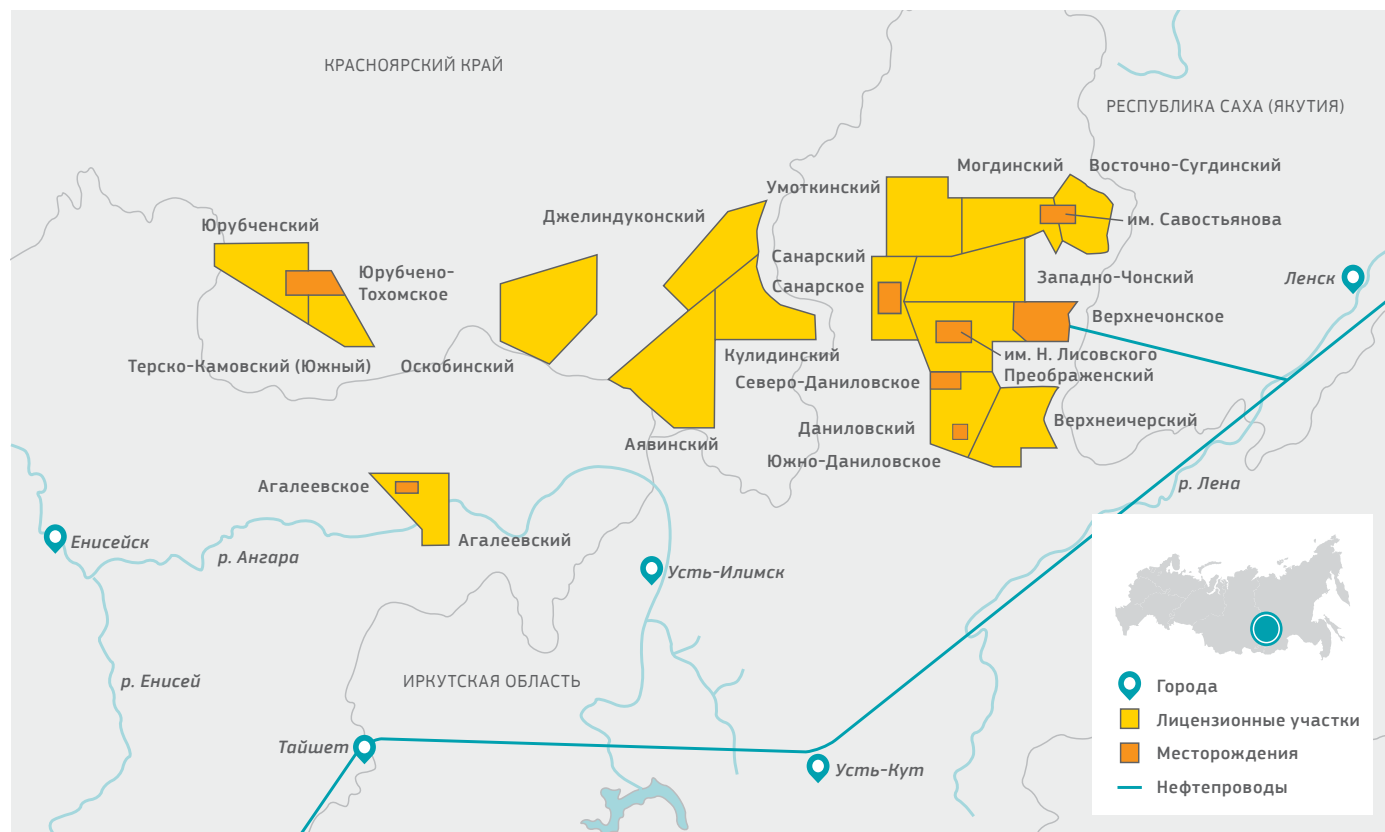 КРАСНОЯРСКИЙ КРАЙ
РЕСПУБЛИКА САХА (ЯКУТИЯ)
Могдинский
Восточно-Сугдинский
Умоткинский
Джелиндуконский
им. Савостьянова
Юрубченский
Санарский
Юрубчено-
Тохомское
Санарское
Западно-Чонский
Ленск
Верхнечонское
Терско-Камовский (Южный)
Оскобинский
Кулидинский
им. Н. Лисовского
Преображенский
Северо-Даниловское
Верхнеичерский
Даниловский
Аявинский
Южно-Даниловское
Агалеевское
р. Лена
Енисейск
р. Ангара
Агалеевский
Усть-Илимск
р. Енисей
ИРКУТСКАЯ ОБЛАСТЬ
Тайшет
Усть-Кут
Города
Лицензионные участки
Месторождения
Нефтепроводы